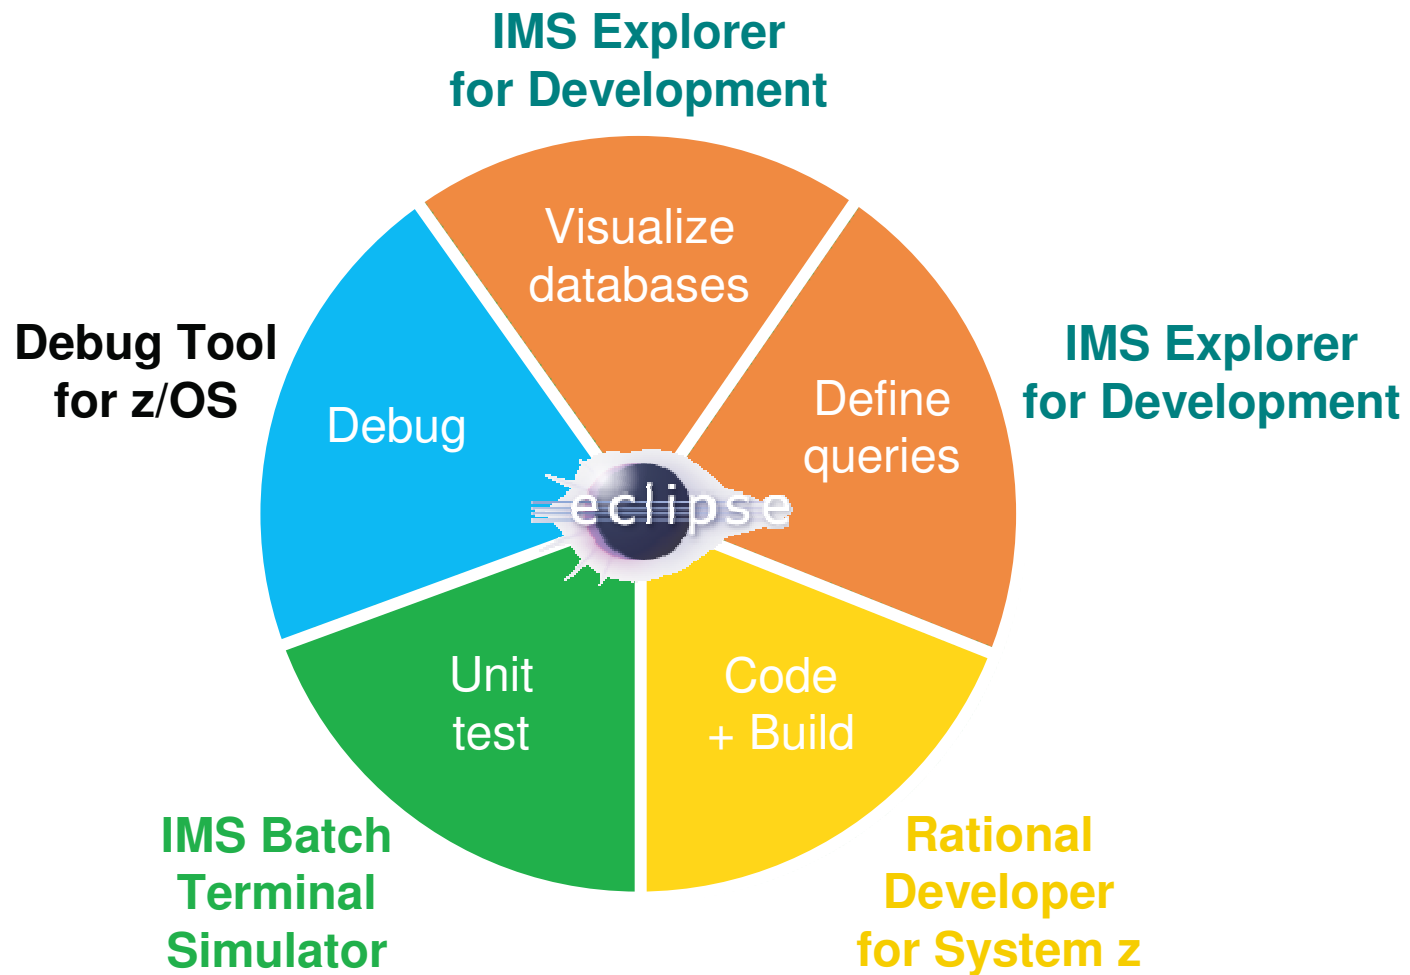 IMS Explorer
for Development
Visualize
databases
Debug Tool
for z/OS
Debug
Define
queries
IMS Explorer
for Development
eclipse
Unit
test
Code
+ Build
IMS Batch
Terminal
Simulator
Rational
Developer
for System z